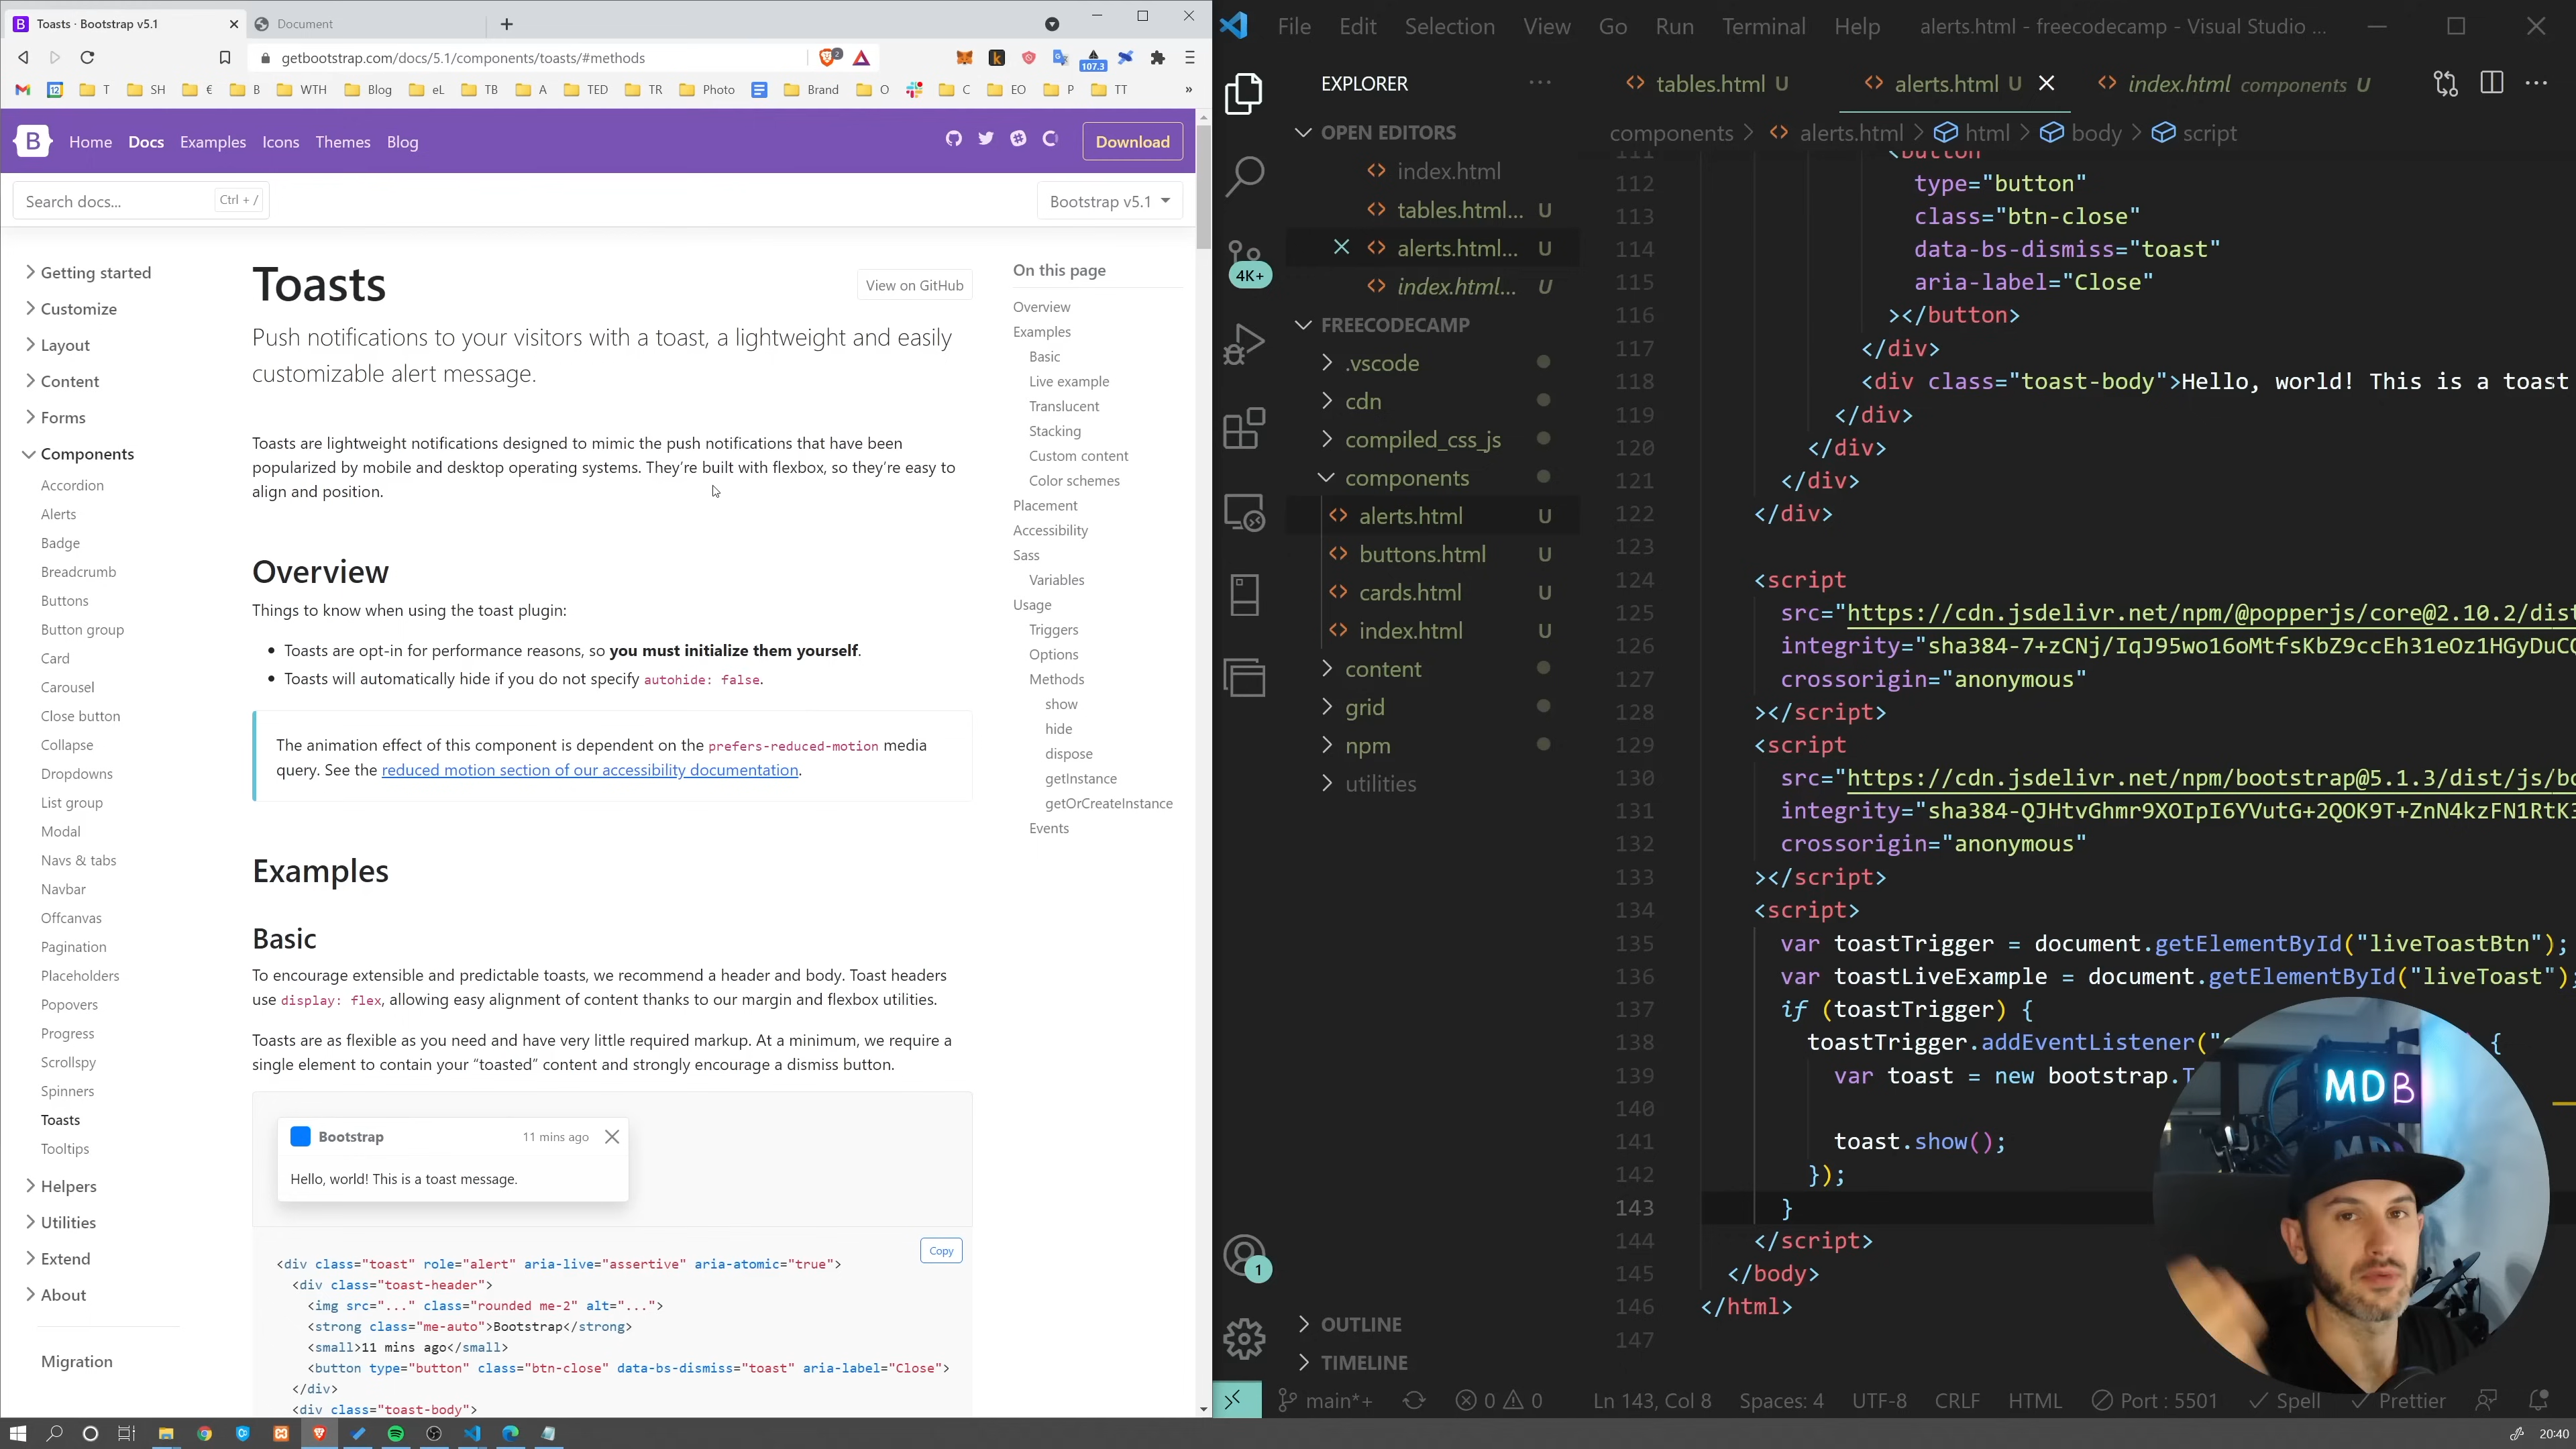 Toasts · Bootstrap v5.1
Document
getbootstrap.com/docs/5.1/components/toasts/#methods
2
107.3
12
T
SH
€
B
WTH
Blog
eL
TB
A
TED
TR
Photo
Brand
O
C
EO
P
TT
»
B
Home
Docs
Examples
Icons
Themes
Blog
Download
Search docs...
Ctrl + /
Bootstrap v5.1
Getting started
Customize
Layout
Content
Forms
Components
Accordion
Alerts
Badge
Breadcrumb
Buttons
Button group
Card
Carousel
Close button
Collapse
Dropdowns
List group
Modal
Navs & tabs
Navbar
Offcanvas
Pagination
Placeholders
Popovers
Progress
Scrollspy
Spinners
Toasts
Tooltips
Helpers
Utilities
Extend
About
Migration
Toasts
View on GitHub
Push notifications to your visitors with a toast, a lightweight and easily
customizable alert message.
Toasts are lightweight notifications designed to mimic the push notifications that have been
popularized by mobile and desktop operating systems. They’re built with flexbox, so they’re easy to
align and position.
Overview
Things to know when using the toast plugin:
• Toasts are opt-in for performance reasons, so you must initialize them yourself.
• Toasts will automatically hide if you do not specify autohide: false.
The animation effect of this component is dependent on the prefers-reduced-motion media
query. See the reduced motion section of our accessibility documentation.
Examples
Basic
To encourage extensible and predictable toasts, we recommend a header and body. Toast headers
use display: flex, allowing easy alignment of content thanks to our margin and flexbox utilities.
Toasts are as flexible as you need and have very little required markup. At a minimum, we require a
single element to contain your “toasted” content and strongly encourage a dismiss button.
Bootstrap
11 mins ago
Hello, world! This is a toast message.
Copy
<div class="toast" role="alert" aria-live="assertive" aria-atomic="true">
<div class="toast-header">
<img src="..." class="rounded me-2" alt="...">
<strong class="me-auto">Bootstrap</strong>
<small>11 mins ago</small>
<button type="button" class="btn-close" data-bs-dismiss="toast" aria-label="Close">
</div>
<div class="toast-body">
On this page
Overview
Examples
Basic
Live example
Translucent
Stacking
Custom content
Color schemes
Placement
Accessibility
Sass
Variables
Usage
Triggers
Options
Methods
show
hide
dispose
getInstance
getOrCreateInstance
Events
File Edit Selection View Go Run Terminal Help
alerts.html - freecodecamp - Visual Studio ...
EXPLORER
OPEN EDITORS
index.html
tables.html... U
alerts.html... U
index.html... U
FREECODECAMP
.vscode
cdn
compiled_css_js
components
alerts.html U
buttons.html U
cards.html U
index.html U
content
grid
npm
utilities
OUTLINE
TIMELINE
4K+
1
tables.html U
alerts.html U
index.html components U
components > alerts.html > html > body > script
111 <button
112 type="button"
113 class="btn-close"
114 data-bs-dismiss="toast"
115 aria-label="Close"
116 ></button>
117 </div>
118 <div class="toast-body">Hello, world! This is a toast
119 </div>
120 </div>
121 </div>
122 </div>
123
124 <script
125 src="https://cdn.jsdelivr.net/npm/@popperjs/core@2.10.2/dist
126 integrity="sha384-7+zCNj/IqJ95wo16oMtfsKbZ9ccEh31eOz1HGyDuCQ
127 crossorigin="anonymous"
128 ></script>
129 <script
130 src="https://cdn.jsdelivr.net/npm/bootstrap@5.1.3/dist/js/bo
131 integrity="sha384-QJHtvGhmr9XOIpI6YVutG+2QOK9T+ZnN4kzFN1RtK3
132 crossorigin="anonymous"
133 ></script>
134 <script>
135 var toastTrigger = document.getElementById("liveToastBtn");
136 var toastLiveExample = document.getElementById("liveToast");
137 if (toastTrigger) {
138 toastTrigger.addEventListener(" {
139 var toast = new bootstrap.T
140
141 toast.show();
142 });
143 }
144 </script>
145 </body>
146 </html>
147
MDB
main*+
0 0
Ln 143, Col 8
Spaces: 4
UTF-8
CRLF
HTML
Port : 5501
Spell
Prettier
20:40